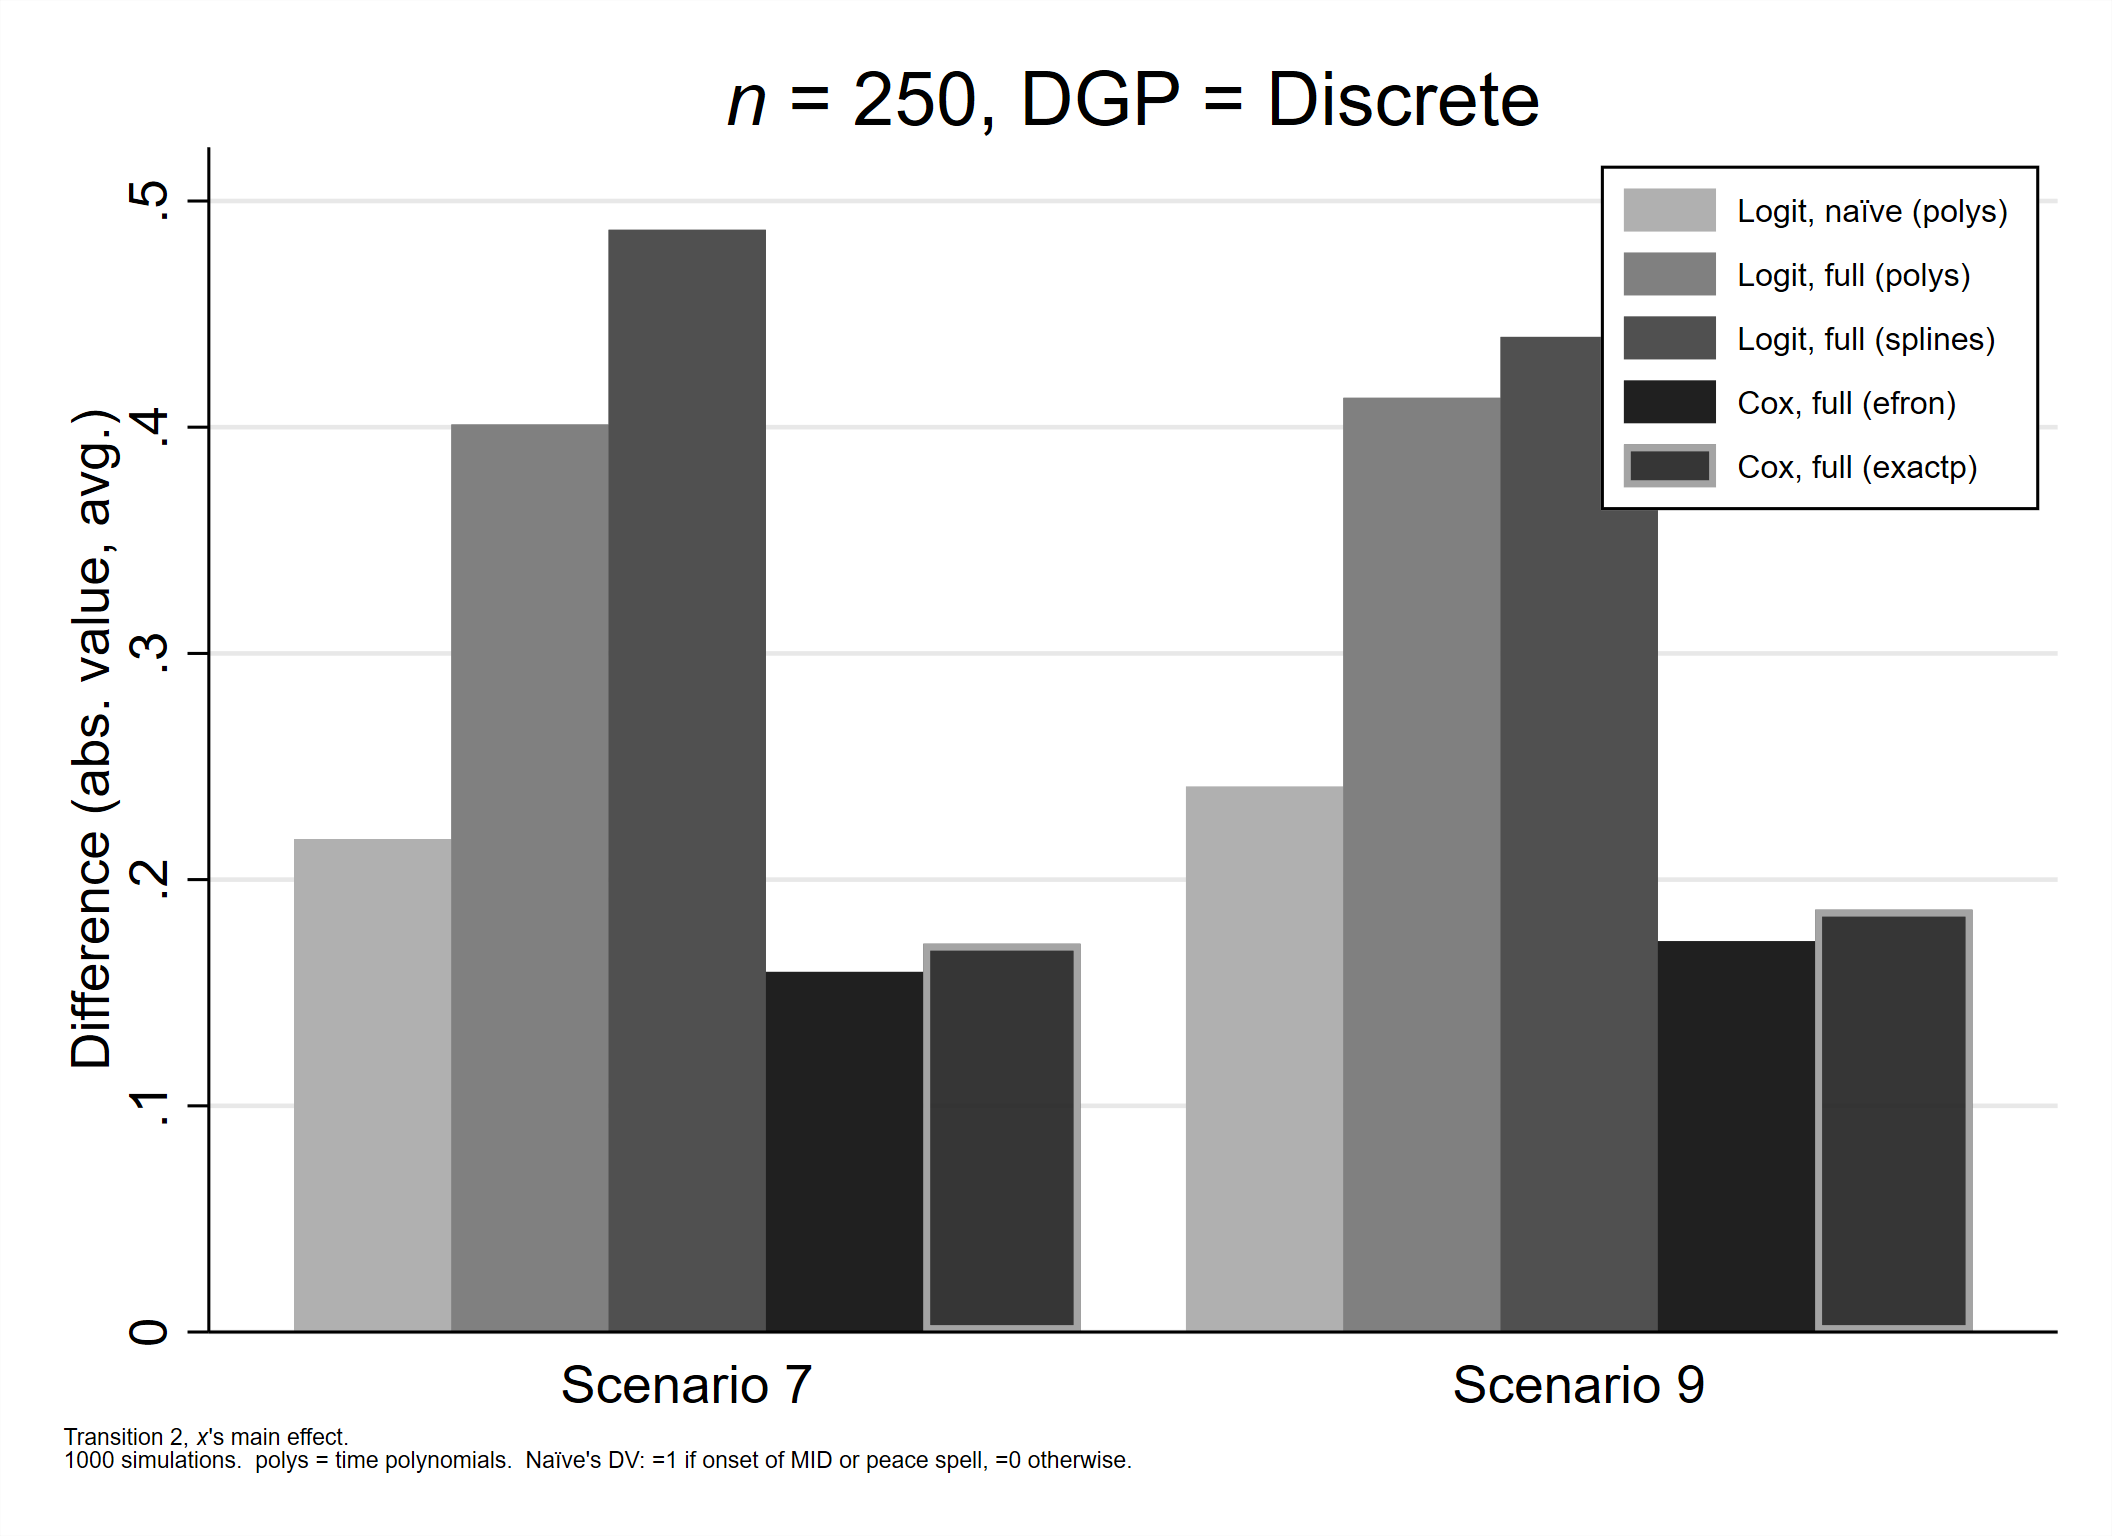 n = 250, DGP = Discrete
Difference (abs. value, avg.)
.5
.4
.3
.2
.1
0
Logit, naïve (polys)
Logit, full (polys)
Logit, full (splines)
Cox, full (efron)
Cox, full (exactp)
Scenario 7
Scenario 9
Transition 2, x's main effect.
1000 simulations.  polys = time polynomials.  Naïve's DV: =1 if onset of MID or peace spell, =0 otherwise.